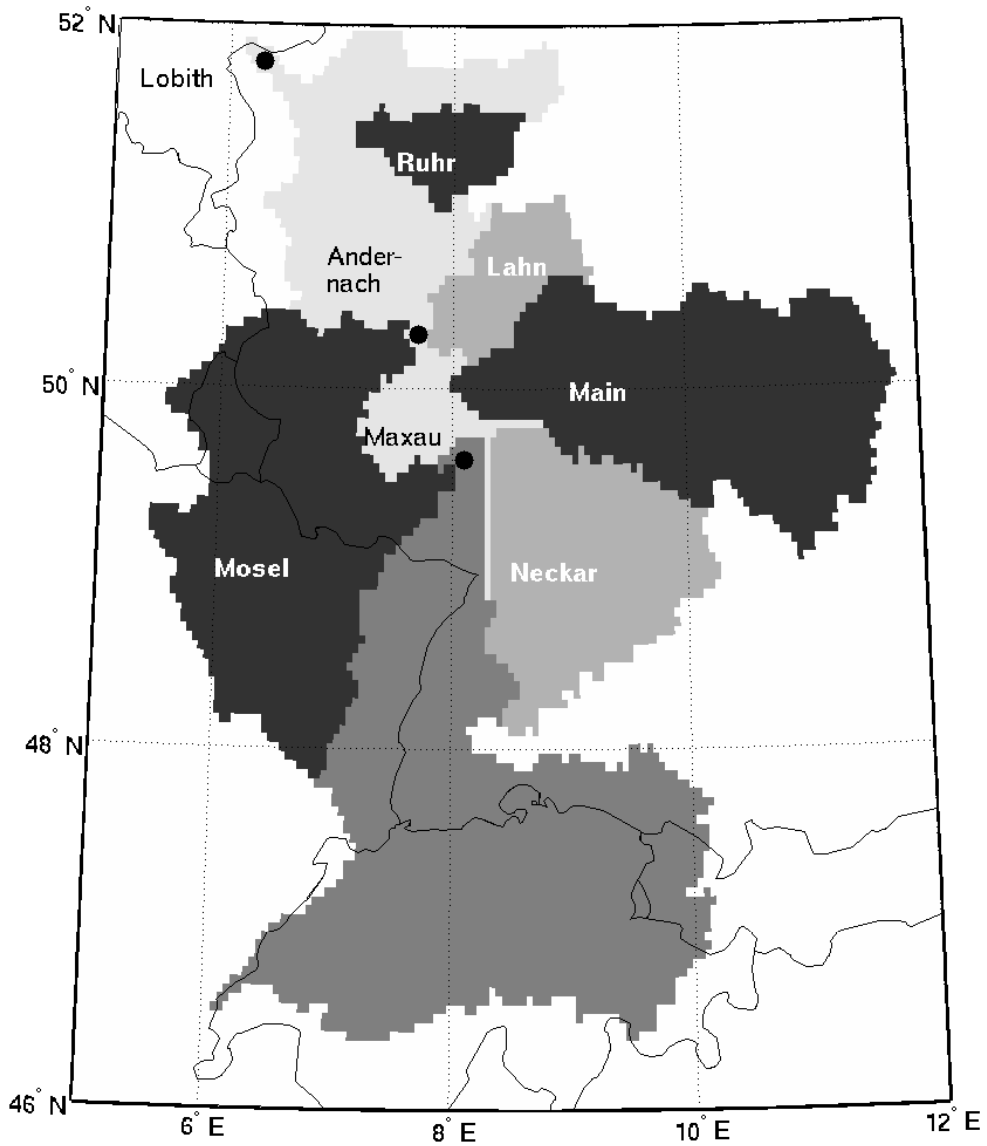 52° N
Lobith
Ruhr
Ander-
nach
Lahn
50° N
Main
Maxau
Mosel
Neckar
48° N
46° N
6° E
8° E
10° E
12° E